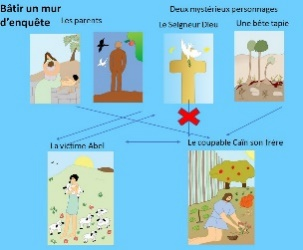 Bâtir un mur
d'enquête
Les parents
Deux mystérieux personnages
Le Seigneur Dieu
Une bête tapie
La victime Abel
Le coupable Caïn son frère